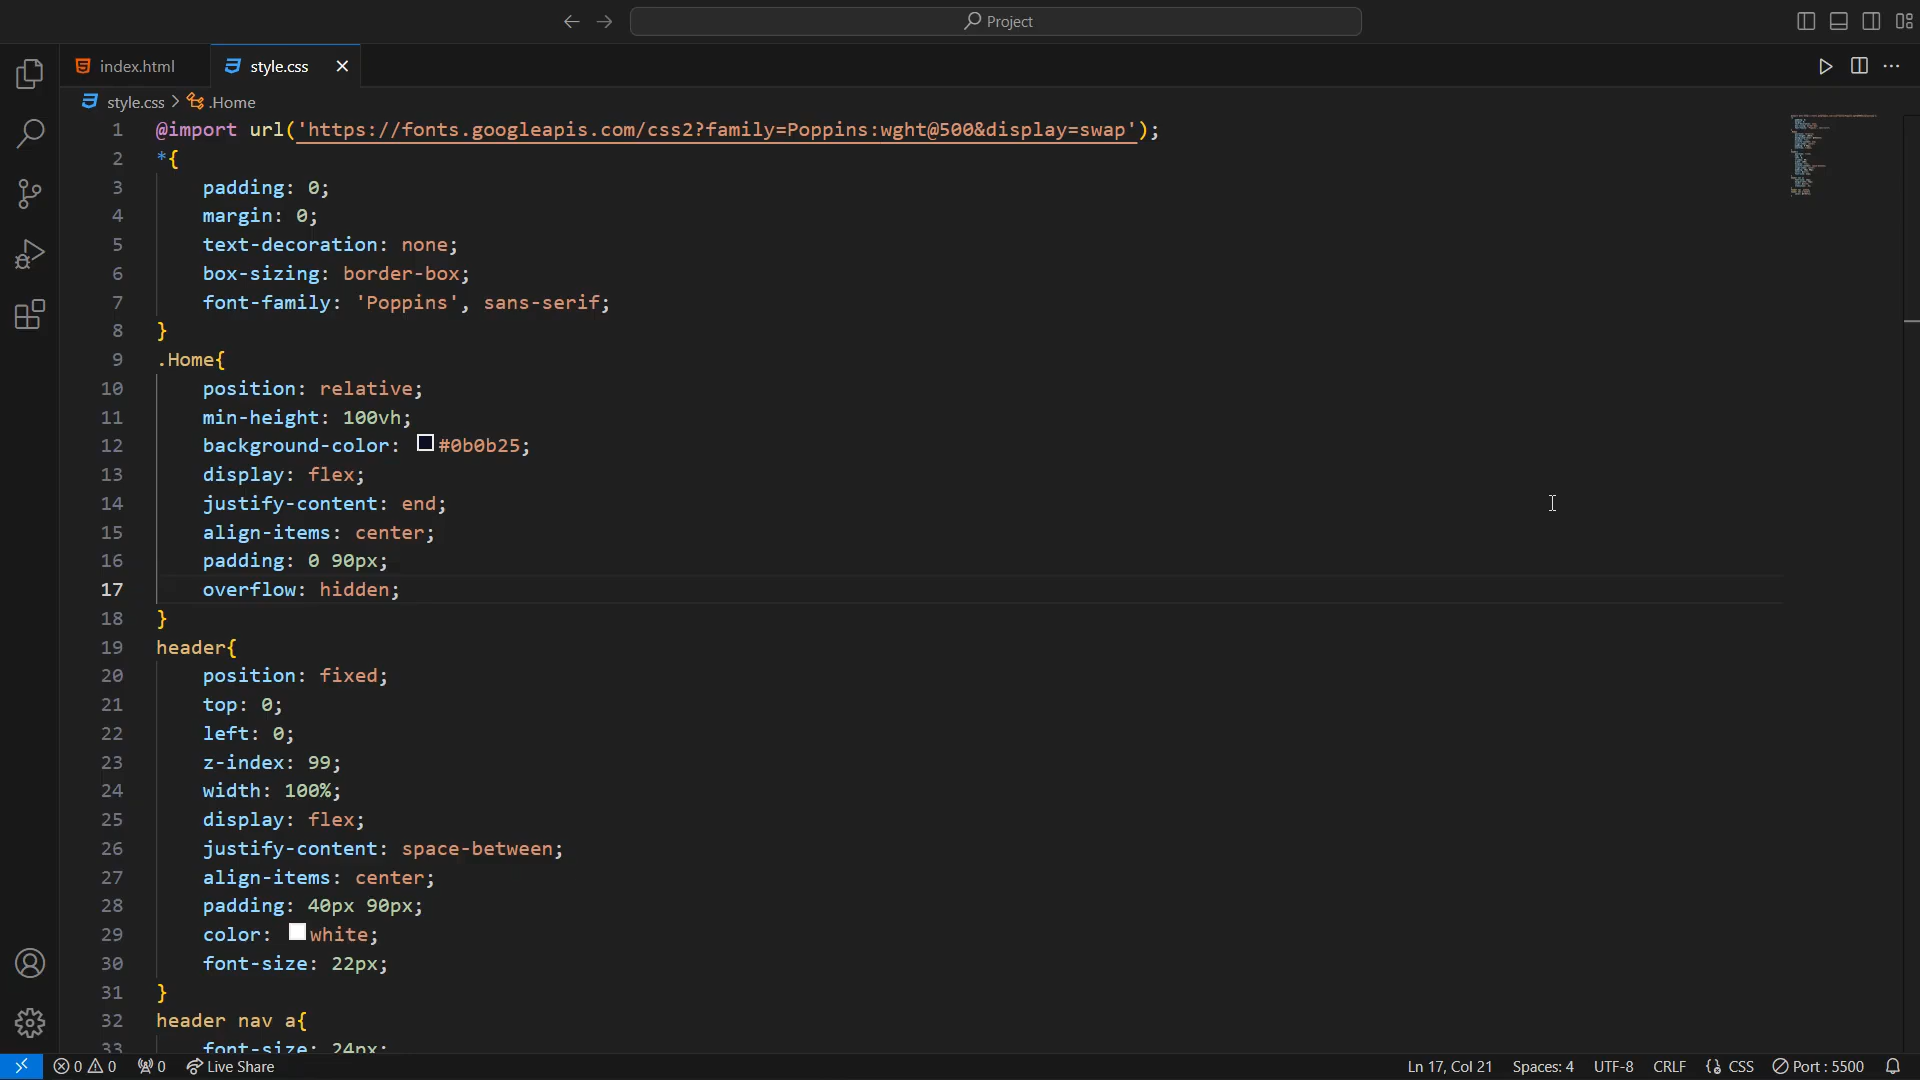 Project
index.html
style.css
style.css > .Home
1 @import url('https://fonts.googleapis.com/css2?family=Poppins:wght@500&display=swap');
2 *{
3 padding: 0;
4 margin: 0;
5 text-decoration: none;
6 box-sizing: border-box;
7 font-family: 'Poppins', sans-serif;
8 }
9 .Home{
10 position: relative;
11 min-height: 100vh;
12 background-color: #0b0b25;
13 display: flex;
14 justify-content: end;
15 align-items: center;
16 padding: 0 90px;
17 overflow: hidden;
18 }
19 header{
20 position: fixed;
21 top: 0;
22 left: 0;
23 z-index: 99;
24 width: 100%;
25 display: flex;
26 justify-content: space-between;
27 align-items: center;
28 padding: 40px 90px;
29 color: white;
30 font-size: 22px;
31 }
32 header nav a{
33 font-size: 24px;
0 0 0 Live Share Ln 17, Col 21 Spaces: 4 UTF-8 CRLF CSS Port : 5500